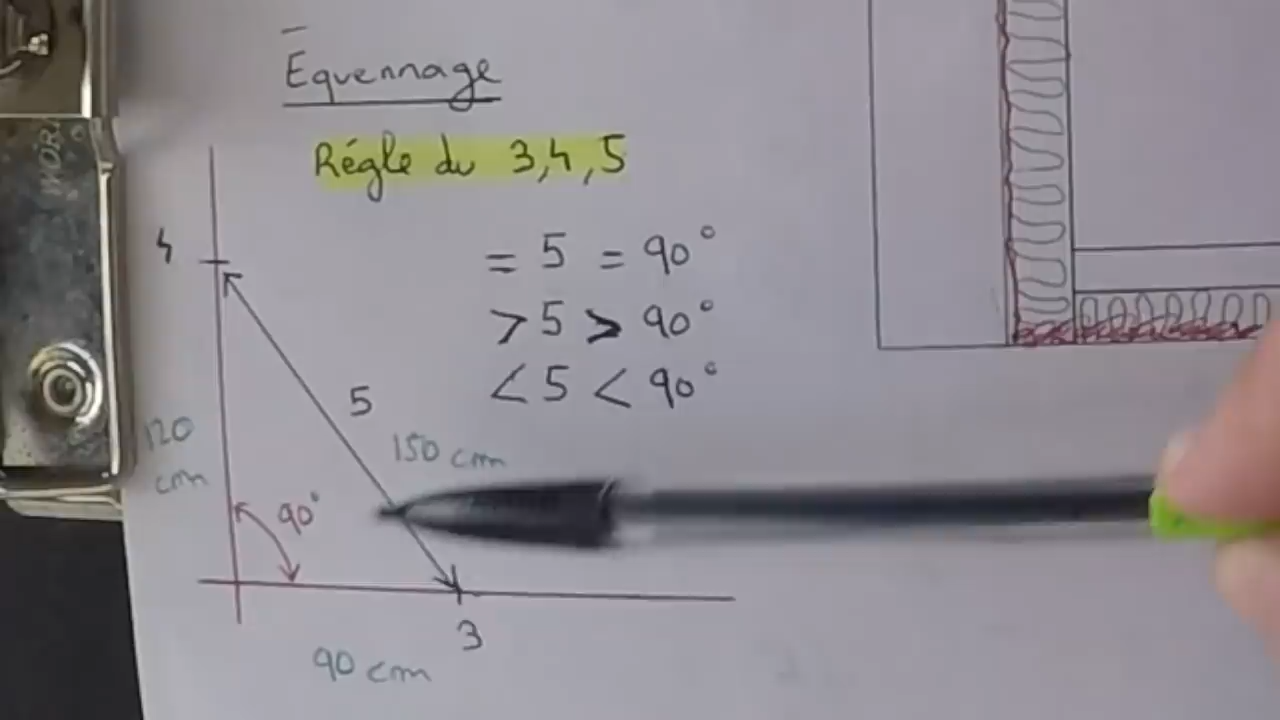 Equennage
Régle du 3,4,5
= 5 = 90°
> 5 > 90°
< 5 < 90°
4
5
120
cm
150 cm
90°
3
90 cm